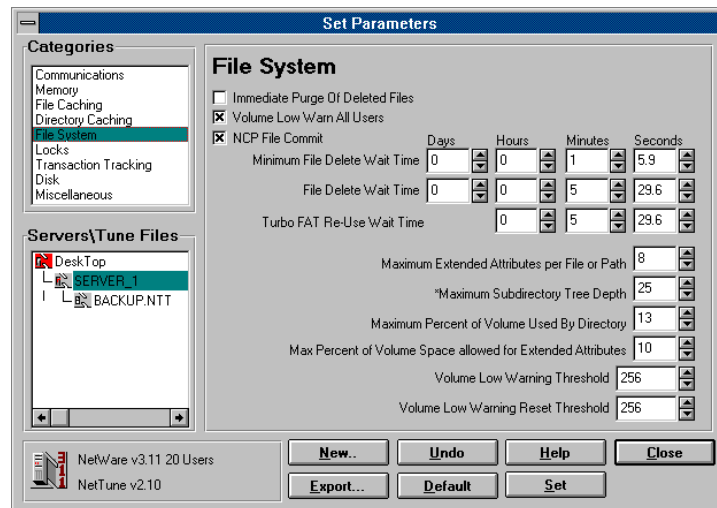 Set Parameters
Categories
Communications
Memory
File Caching
Directory Caching
File System
Locks
Transaction Tracking
Disk
Miscellaneous
Servers\Tune Files
DeskTop
SERVER_1
BACKUP.NTT
File System
Immediate Purge Of Deleted Files
Volume Low Warn All Users
NCP File Commit
Days Hours Minutes Seconds
Minimum File Delete Wait Time 0 0 1 5.9
File Delete Wait Time 0 0 5 29.6
Turbo FAT Re-Use Wait Time 0 5 29.6
Maximum Extended Attributes per File or Path 8
*Maximum Subdirectory Tree Depth 25
Maximum Percent of Volume Used By Directory 13
Max Percent of Volume Space allowed for Extended Attributes 10
Volume Low Warning Threshold 256
Volume Low Warning Reset Threshold 256
NetWare v3.11 20 Users
NetTune v2.10
New.. Undo Help Close
Export... Default Set